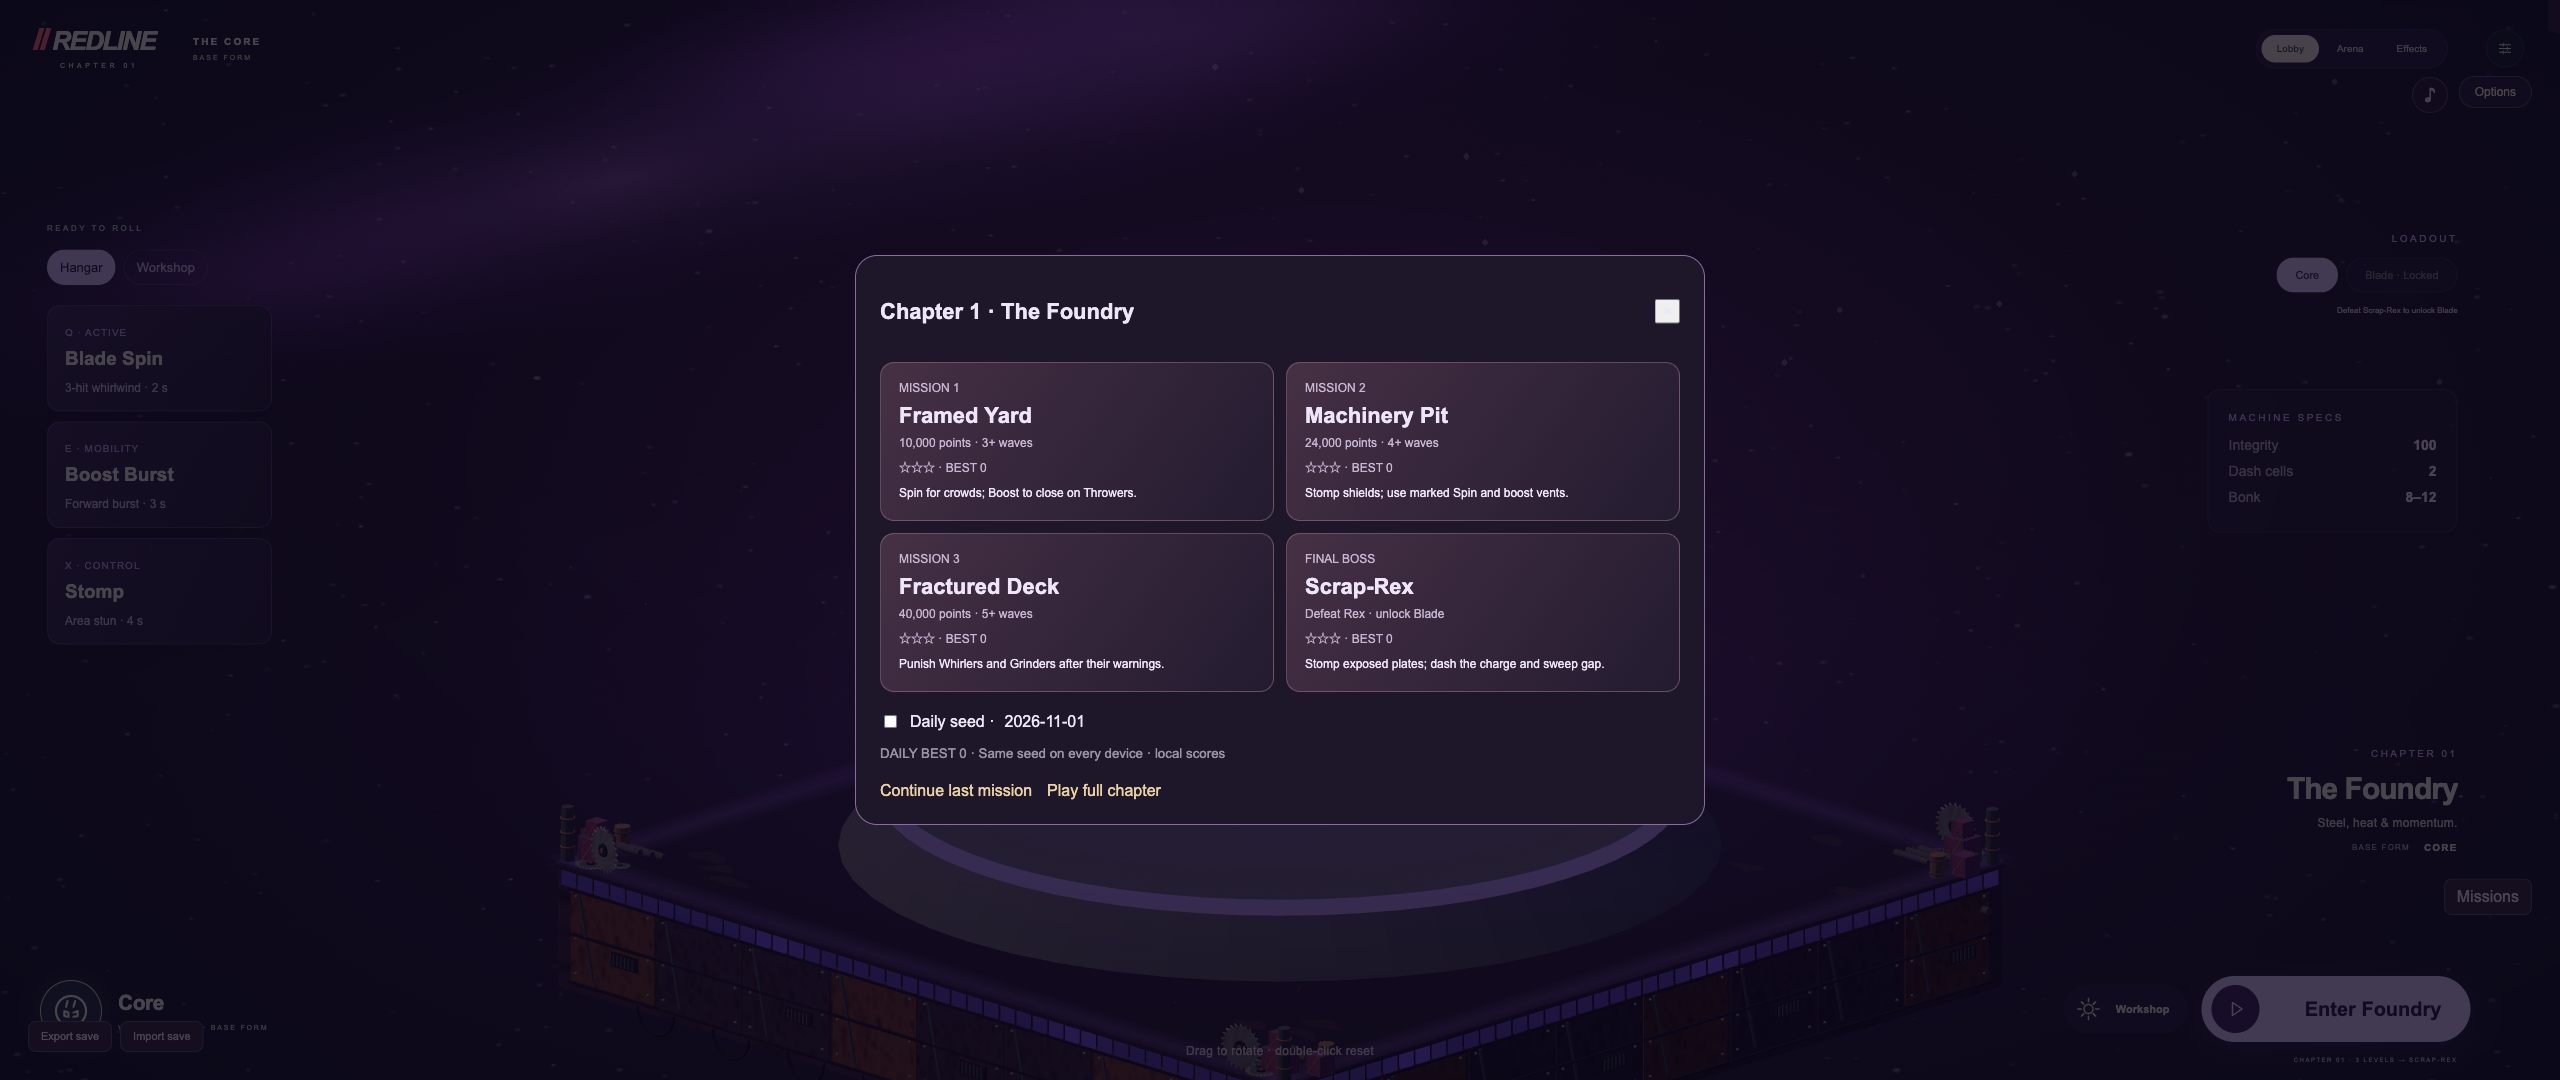 REDLINE
CHAPTER 01
THE CORE
BASE FORM
Lobby
Arena
Effects
Options
READY TO ROLL
Hangar
Workshop
Q · ACTIVE
Blade Spin
3-hit whirlwind · 2 s
E · MOBILITY
Boost Burst
Forward burst · 3 s
X · CONTROL
Stomp
Area stun · 4 s
Chapter 1 · The Foundry
MISSION 1
Framed Yard
10,000 points · 3+ waves
☆☆☆ · BEST 0
Spin for crowds; Boost to close on Throwers.
MISSION 2
Machinery Pit
24,000 points · 4+ waves
☆☆☆ · BEST 0
Stomp shields; use marked Spin and boost vents.
MISSION 3
Fractured Deck
40,000 points · 5+ waves
☆☆☆ · BEST 0
Punish Whirlers and Grinders after their warnings.
FINAL BOSS
Scrap-Rex
Defeat Rex · unlock Blade
☆☆☆ · BEST 0
Stomp exposed plates; dash the charge and sweep gap.
Daily seed · 2026-11-01
DAILY BEST 0 · Same seed on every device · local scores
Continue last mission Play full chapter
LOADOUT
Core
Blade · Locked
Defeat Scrap-Rex to unlock Blade
MACHINE SPECS
Integrity 100
Dash cells 2
Bonk 8–12
CHAPTER 01
The Foundry
Steel, heat & momentum.
BASE FORM CORE
Missions
Core
BASE FORM
Export save
Import save
Drag to rotate · double-click reset
Workshop
Enter Foundry
CHAPTER 01 · 3 LEVELS → SCRAP-REX